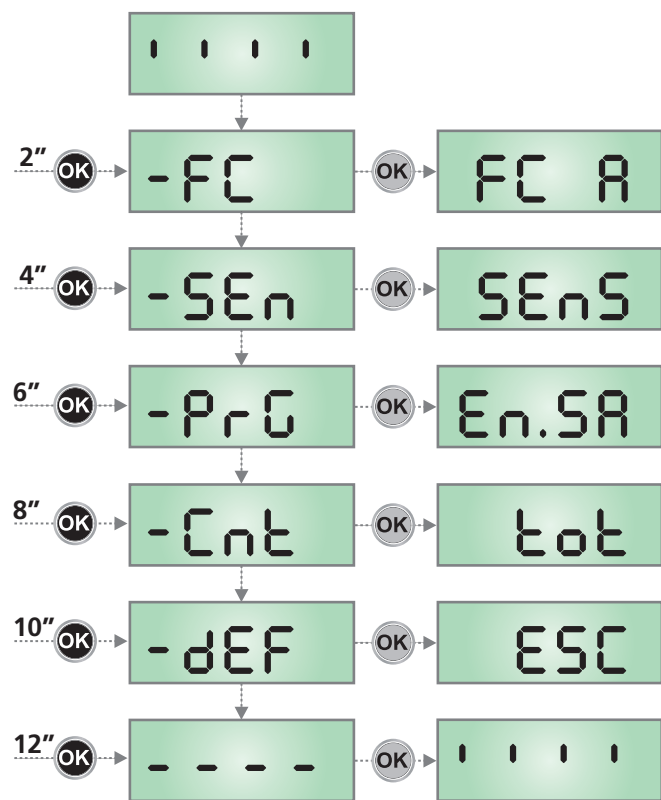 ı ı ı ı
2” OK -FC OK FC A
4” OK -SEn OK SEnS
6” OK -PrG OK En.SA
8” OK -Cnt OK tot
10” OK -dEF OK ESC
12” OK - - - - OK ı ı ı ı